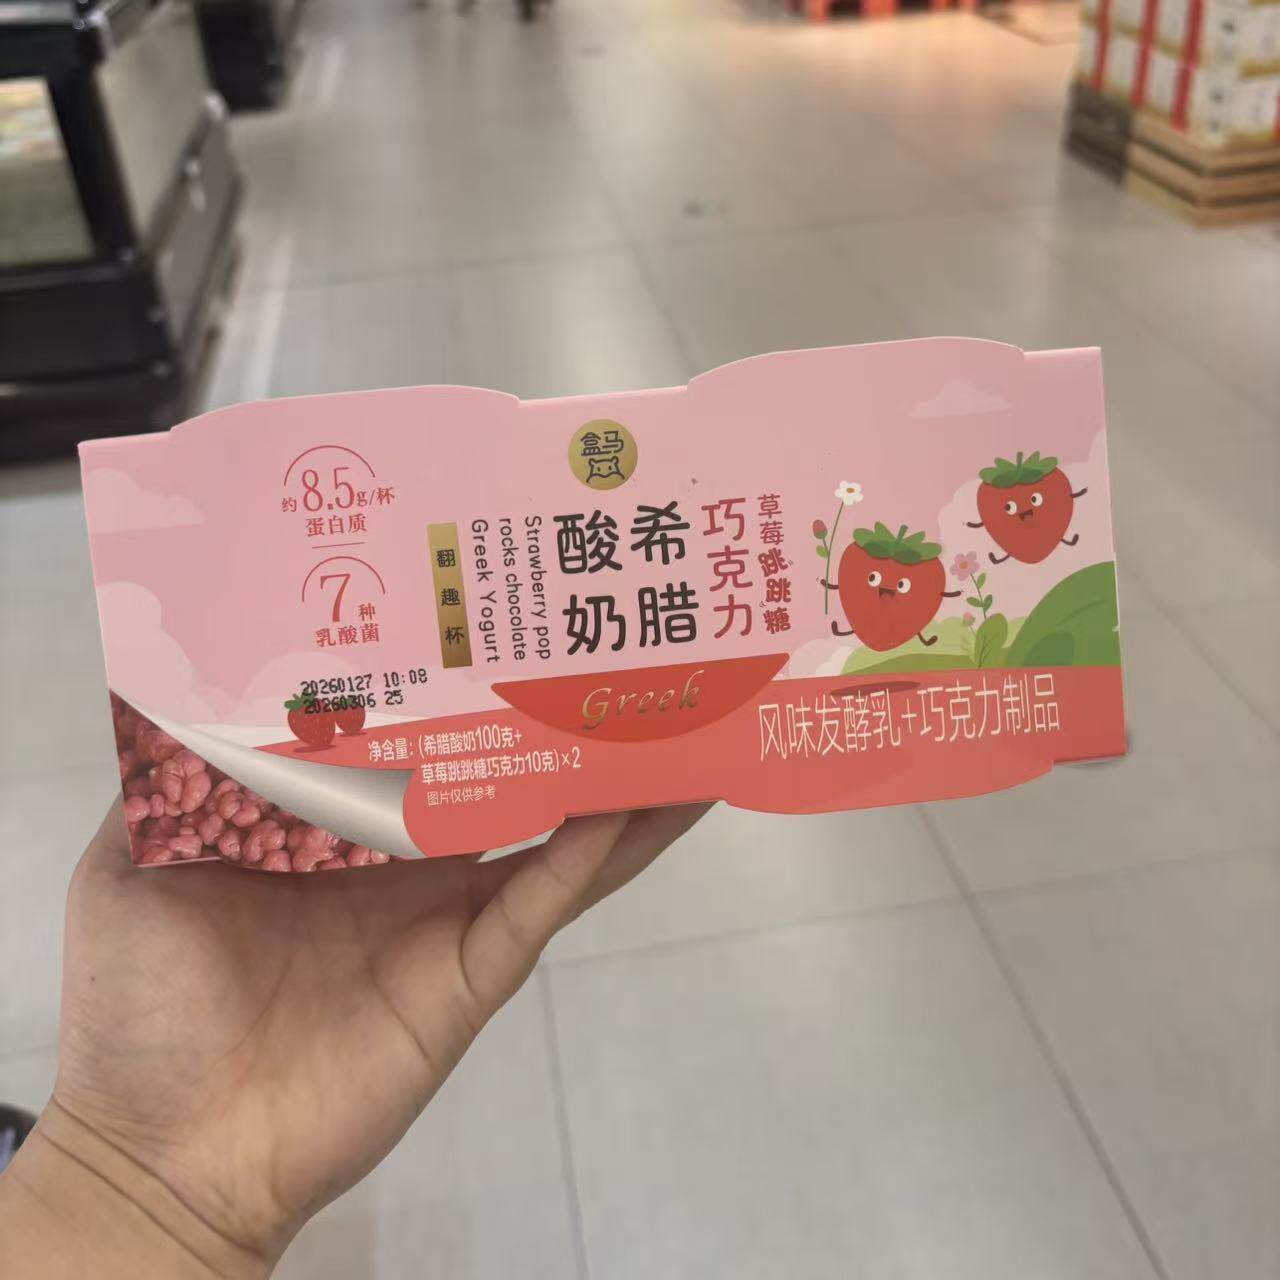 盒马
约8.5g/杯
蛋白质
7种
乳酸菌
翻趣杯
Strawberry pop
rocks chocolate
Greek Yogurt
草莓跳跳糖
巧克力
希腊
酸奶
Greek
20260127 10:08
20260306 25
净含量：(希腊酸奶100克+
草莓跳跳糖巧克力10克)×2
图片仅供参考
风味发酵乳+巧克力制品